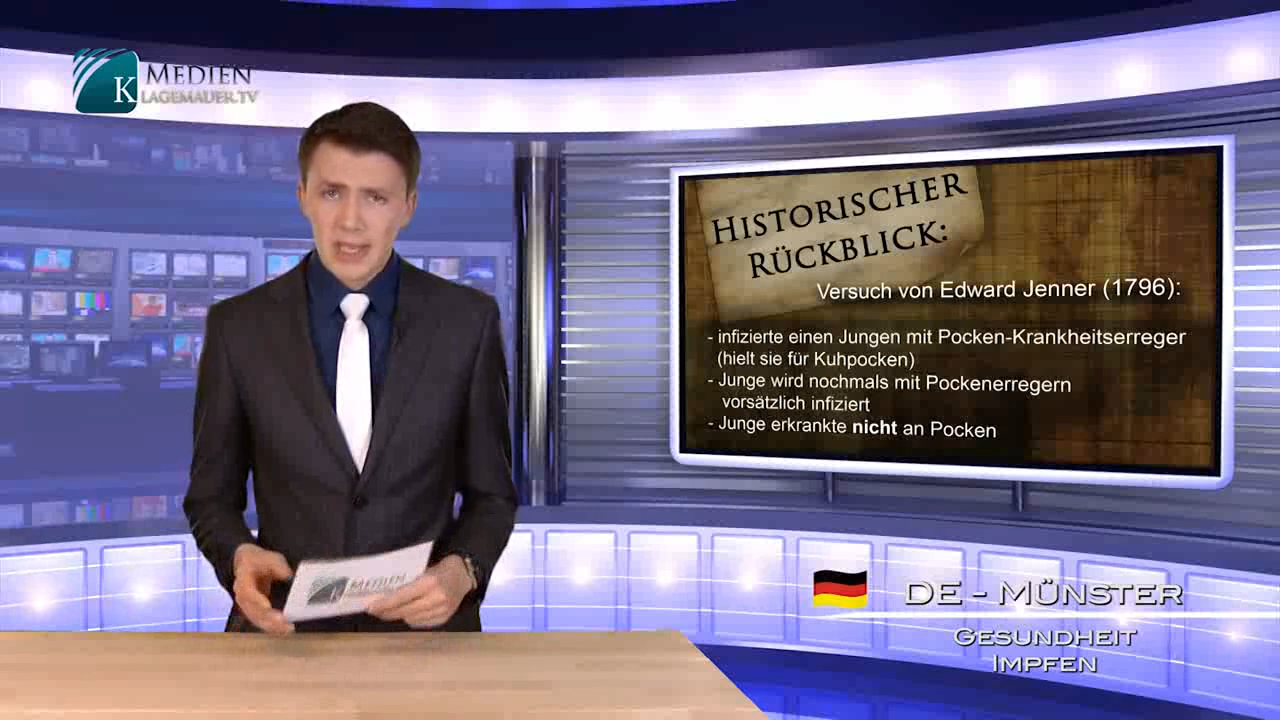 K MEDIEN
KLAGEMAUER.TV
HISTORISCHER
RÜCKBLICK:
Versuch von Edward Jenner (1796):
- infizierte einen Jungen mit Pocken-Krankheitserreger
(hielt sie für Kuhpocken)
- Junge wird nochmals mit Pockenerregern
vorsätzlich infiziert
- Junge erkrankte nicht an Pocken
MEDIEN
DE - MÜNSTER
GESUNDHEIT
IMPFEN